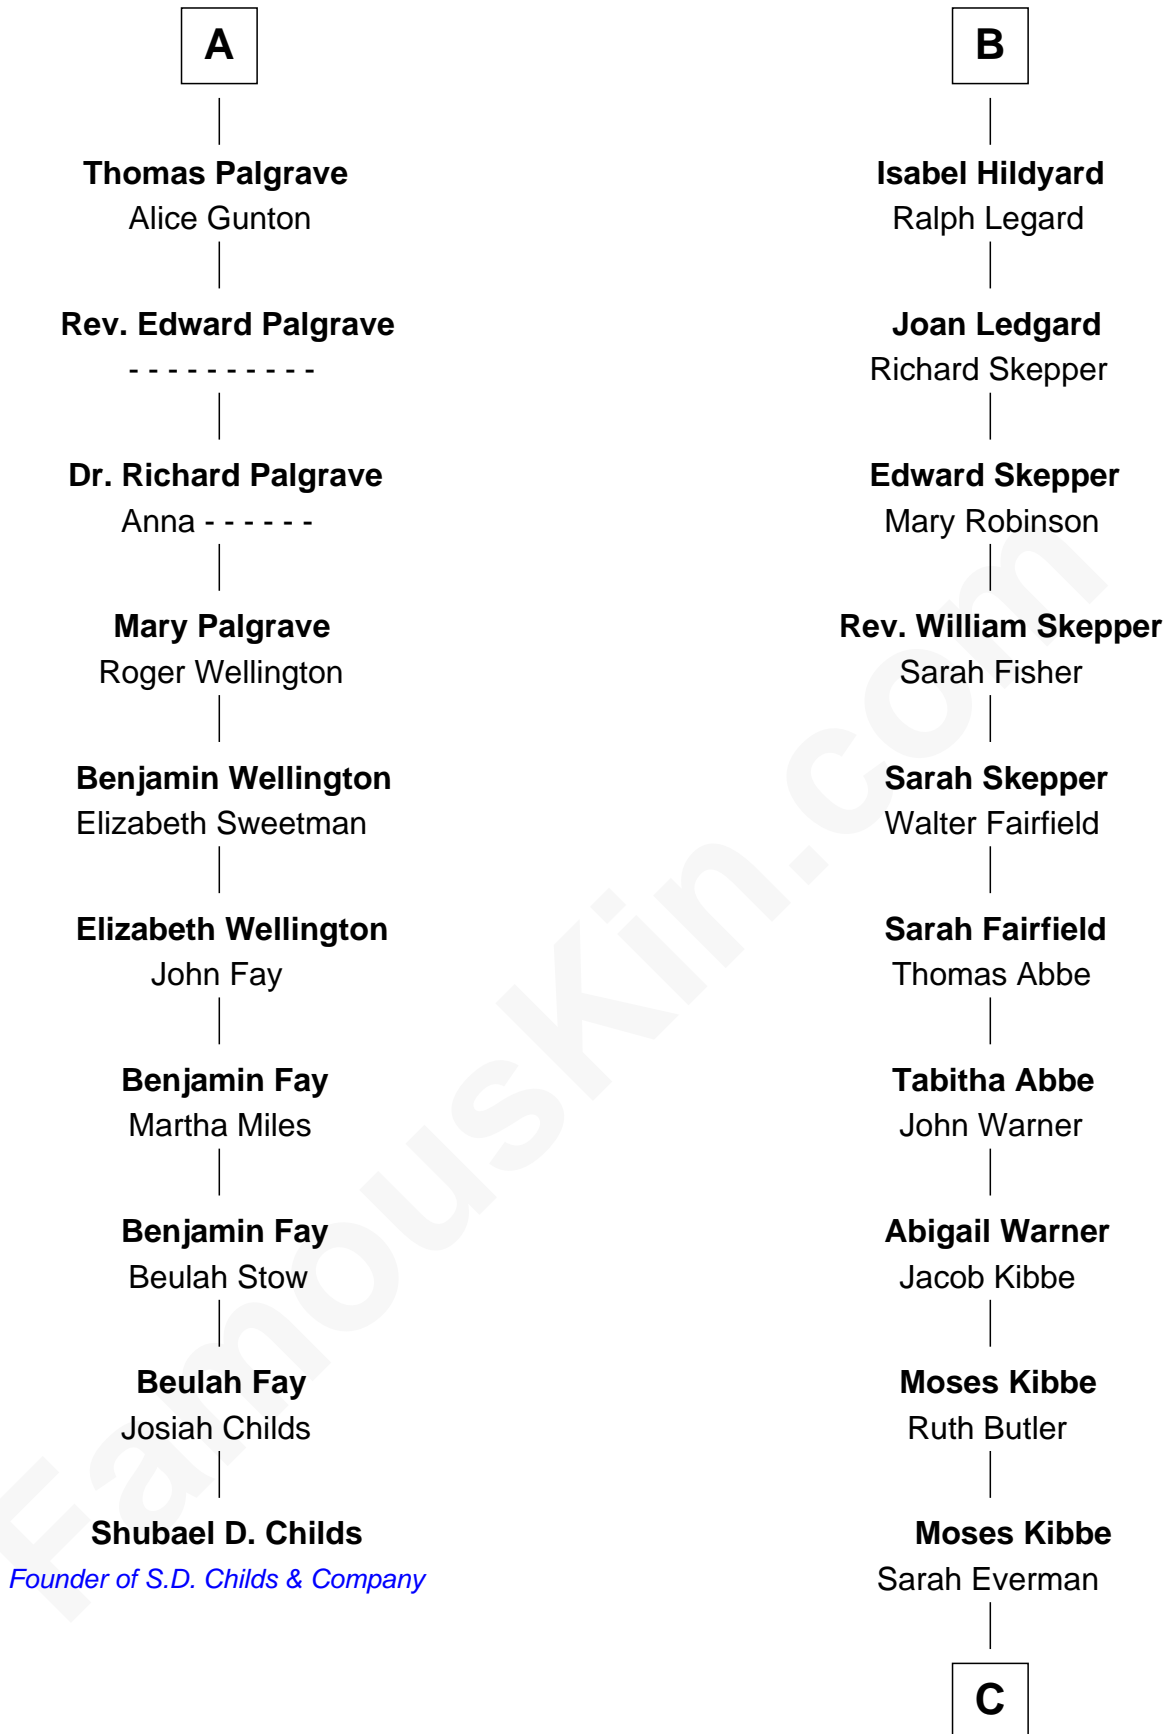 A
Thomas Palgrave
Alice Gunton
Rev. Edward Palgrave
- - - - - - - - - -
Dr. Richard Palgrave
Anna - - - - - -
Mary Palgrave
Roger Wellington
Benjamin Wellington
Elizabeth Sweetman
Elizabeth Wellington
John Fay
Benjamin Fay
Martha Miles
Benjamin Fay
Beulah Stow
Beulah Fay
Josiah Childs
Shubael D. Childs
Founder of S.D. Childs & Company
B
Isabel Hildyard
Ralph Legard
Joan Ledgard
Richard Skepper
Edward Skepper
Mary Robinson
Rev. William Skepper
Sarah Fisher
Sarah Skepper
Walter Fairfield
Sarah Fairfield
Thomas Abbe
Tabitha Abbe
John Warner
Abigail Warner
Jacob Kibbe
Moses Kibbe
Ruth Butler
Moses Kibbe
Sarah Everman
C
FamousKin.com